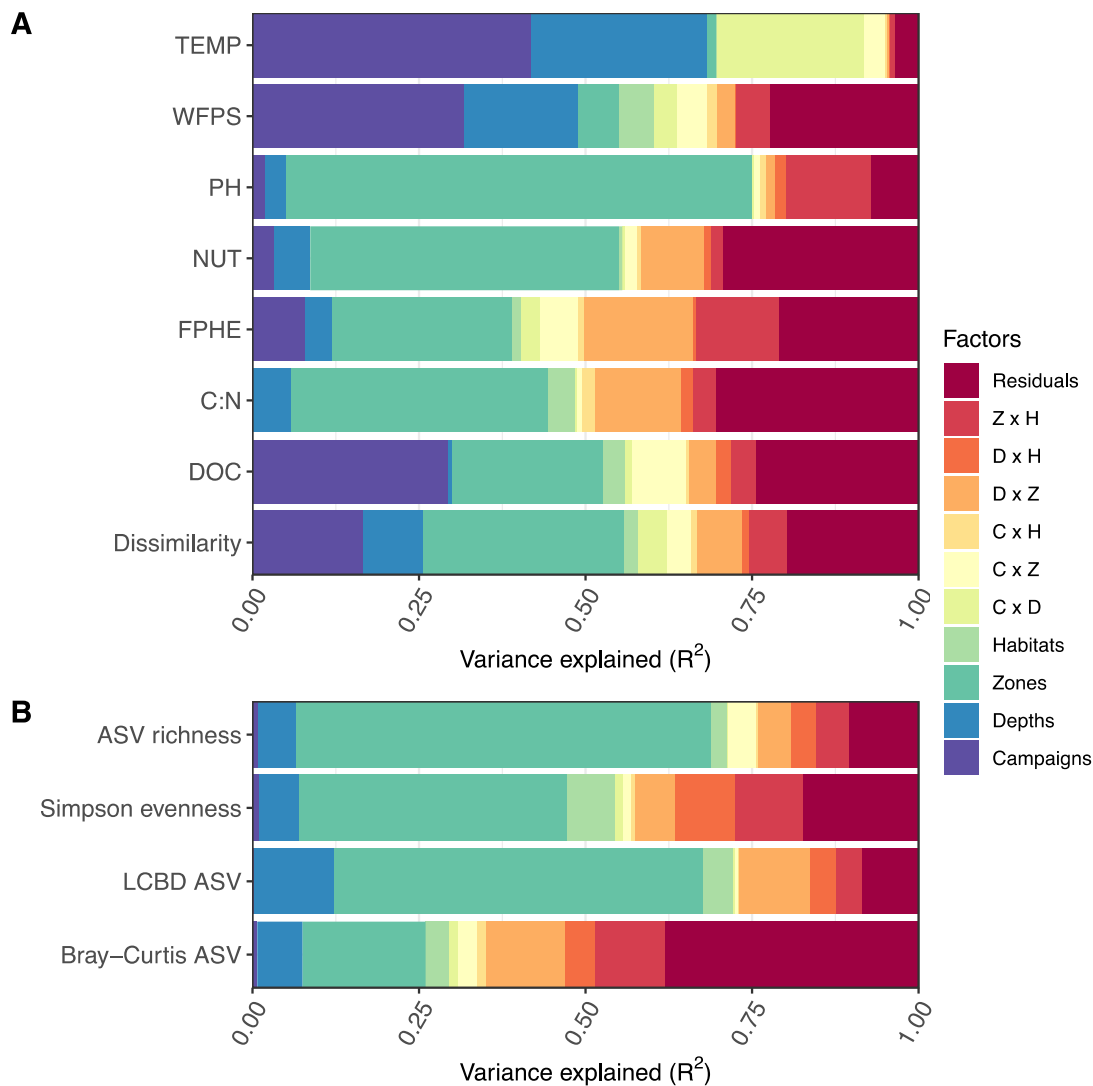 A
TEMP
WFPS
PH
NUT
FPHE
C:N
DOC
Dissimilarity
0.00
0.25
0.50
0.75
1.00
Variance explained (R²)
Factors
Residuals
Z x H
D x H
D x Z
C x H
C x Z
C x D
Habitats
Zones
Depths
Campaigns
B
ASV richness
Simpson evenness
LCBD ASV
Bray−Curtis ASV
0.00
0.25
0.50
0.75
1.00
Variance explained (R²)